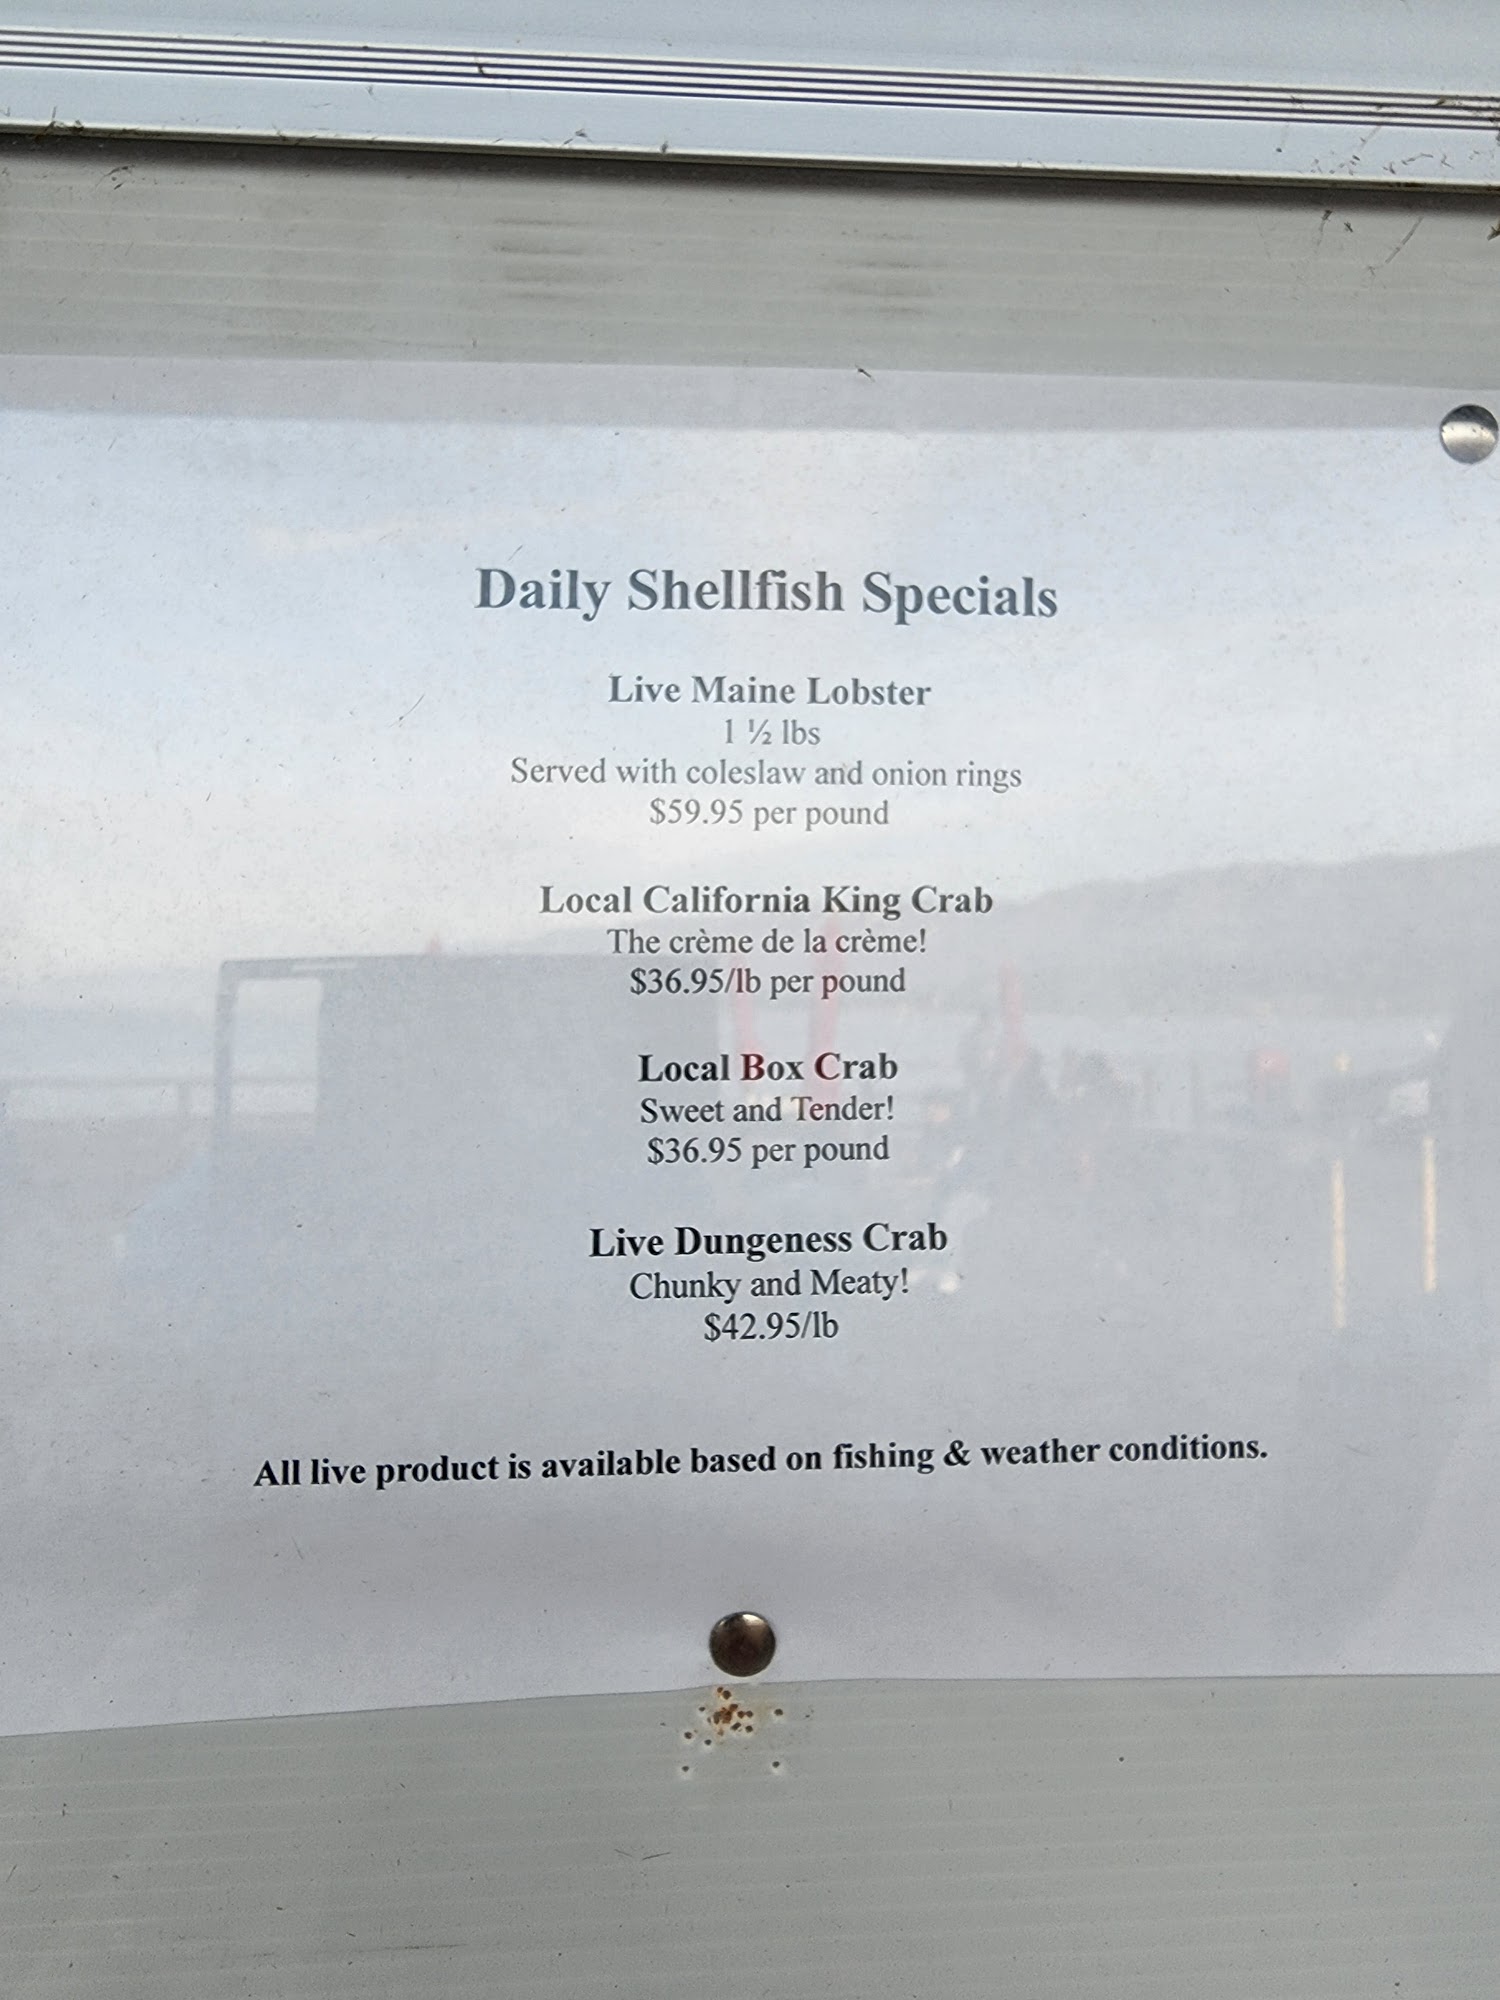 Daily Shellfish Specials
Live Maine Lobster
1 ½ lbs
Served with coleslaw and onion rings
$59.95 per pound
Local California King Crab
The crème de la crème!
$36.95/lb per pound
Local Box Crab
Sweet and Tender!
$36.95 per pound
Live Dungeness Crab
Chunky and Meaty!
$42.95/lb
All live product is available based on fishing & weather conditions.